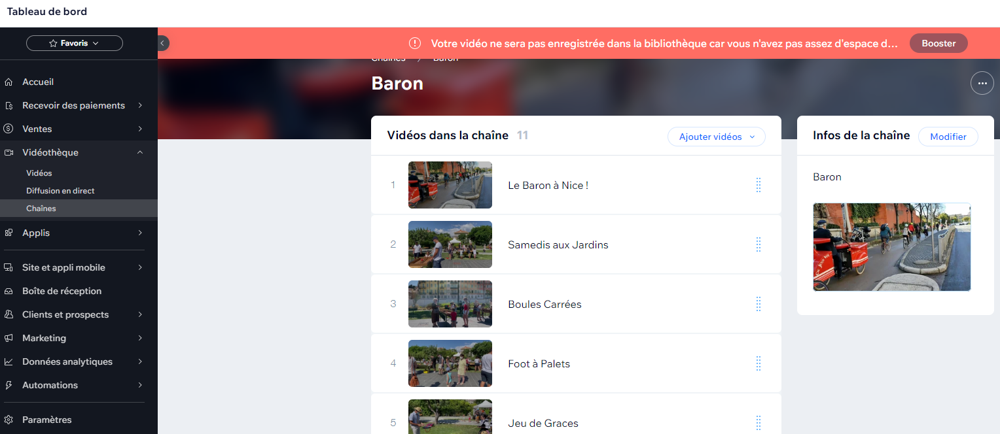 Tableau de bord
Favoris
Votre vidéo ne sera pas enregistrée dans la bibliothèque car vous n'avez pas assez d'espace d...
Booster
Chaînes > Baron
Baron
Accueil
Recevoir des paiements
Ventes
Vidéothèque
Vidéos
Diffusion en direct
Chaînes
Applis
Site et appli mobile
Boîte de réception
Clients et prospects
Marketing
Données analytiques
Automations
Paramètres
Vidéos dans la chaîne 11
Ajouter vidéos
1 Le Baron à Nice !
2 Samedis aux Jardins
3 Boules Carrées
4 Foot à Palets
5 Jeu de Graces
Infos de la chaîne
Modifier
Baron